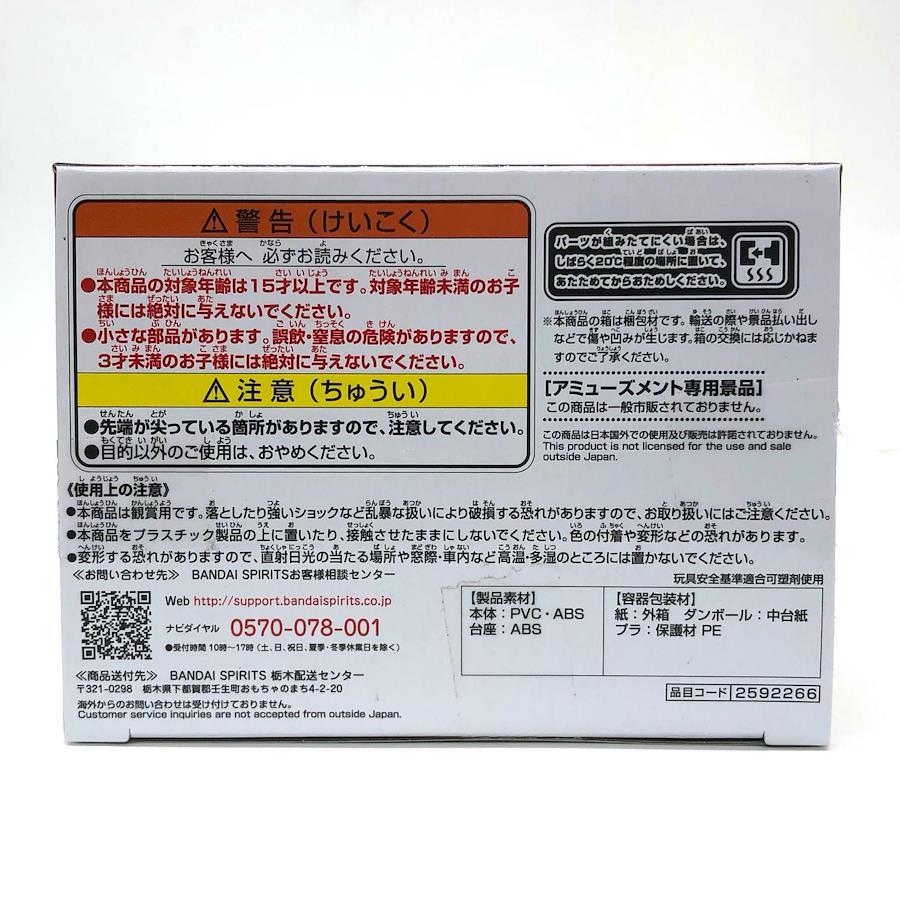 ⚠警告(けいこく)
お客様へ 必ずお読みください。
●本商品の対象年齢は15才以上です。対象年齢未満のお子
様には絶対に与えないでください。
●小さな部品があります。誤飲・窒息の危険がありますので、
3才未満のお子様には絶対に与えないでください。
⚠注意(ちゅうい)
●先端が尖っている箇所がありますので、注意してください。
●目的以外のご使用は、おやめください。
パーツが組みたてにくい場合は、
しばらく20℃程度の場所に置いて、
あたためてからおためしください。
※本商品の箱は梱包材です。輸送の際や景品払い出し
などで傷や凹みが生じます。箱の交換には応じかねま
すのでご了承ください。
【アミューズメント専用景品】
この商品は一般市販されておりません。
この商品は日本国外での使用及び販売は許諾されておりません。
This product is not licensed for the use and sale
outside Japan.
《使用上の注意》
●本商品は観賞用です。落としたり強いショックなど乱暴な扱いにより破損する恐れがありますので、お取り扱いにはご注意ください。
●本商品をプラスチック製品の上に置いたり、接触させたままにしないでください。色の付着や変形などの恐れがあります。
●変形する恐れがありますので、直射日光の当たる場所や窓際・車内など高温・多湿のところには置かないでください。
≪お問い合わせ先≫ BANDAI SPIRITSお客様相談センター
Web http://support.bandaispirits.co.jp
ナビダイヤル 0570-078-001
●受付時間 10時〜17時(土、日、祝日、夏季・冬季休業日を除く)
≪商品送付先≫ BANDAI SPIRITS 栃木配送センター
〒321-0298 栃木県下都賀郡壬生町おもちゃのまち4-2-20
海外からのお問い合わせは受け付けておりません。
Customer service inquiries are not accepted from outside Japan.
玩具安全基準適合可塑剤使用
【製品素材】
本体:PVC・ABS
台座:ABS
【容器包装材】
紙:外箱 ダンボール:中台紙
プラ:保護材 PE
品目コード 2592266